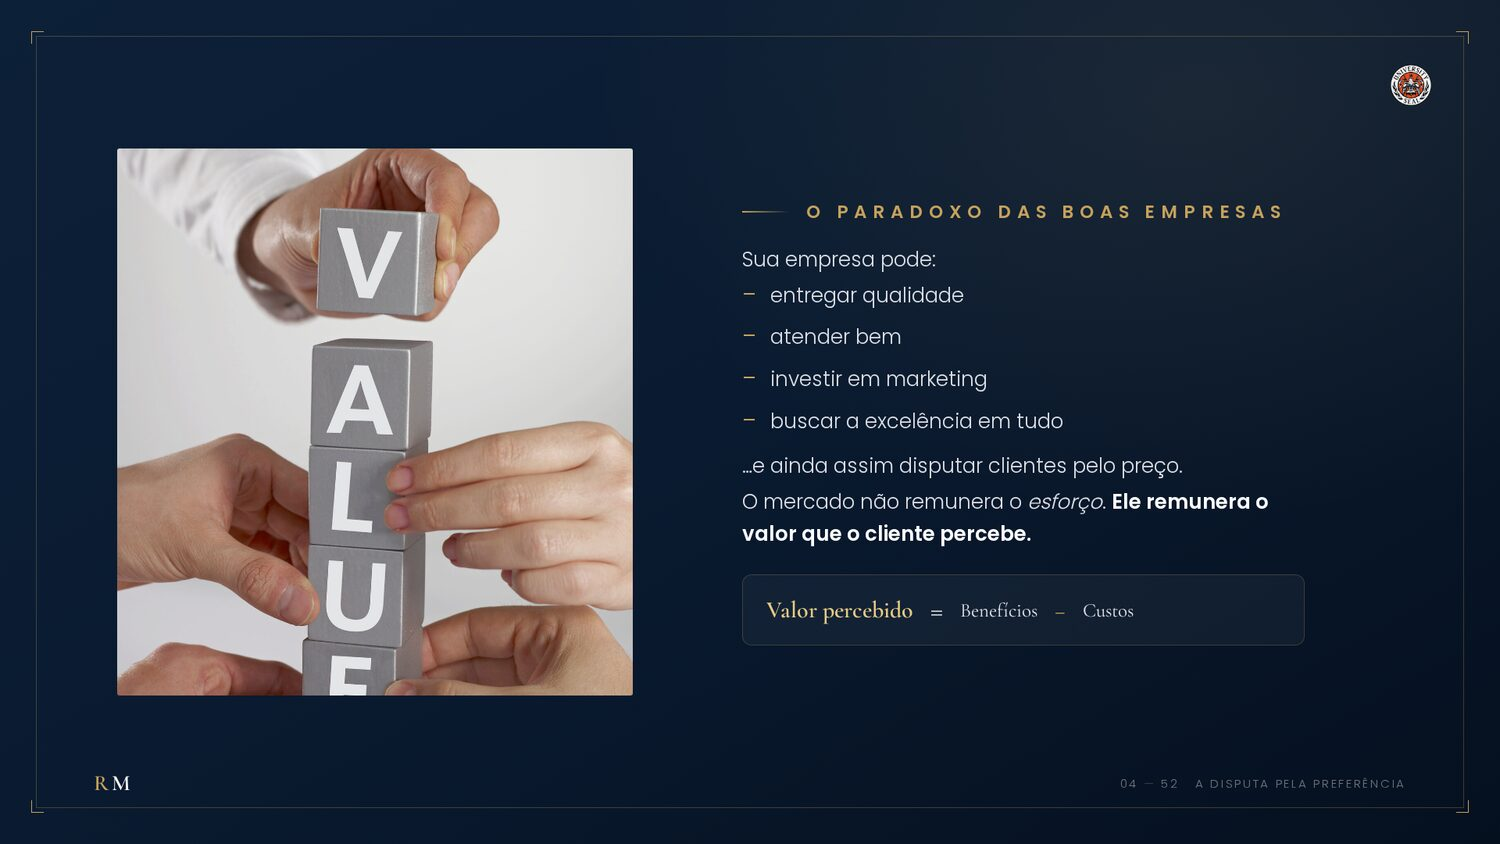 V
A
L
U
E
O PARADOXO DAS BOAS EMPRESAS
Sua empresa pode:
– entregar qualidade
– atender bem
– investir em marketing
– buscar a excelência em tudo
...e ainda assim disputar clientes pelo preço.
O mercado não remunera o esforço. Ele remunera o
valor que o cliente percebe.
Valor percebido = Benefícios – Custos
RM
04 — 52 A DISPUTA PELA PREFERÊNCIA